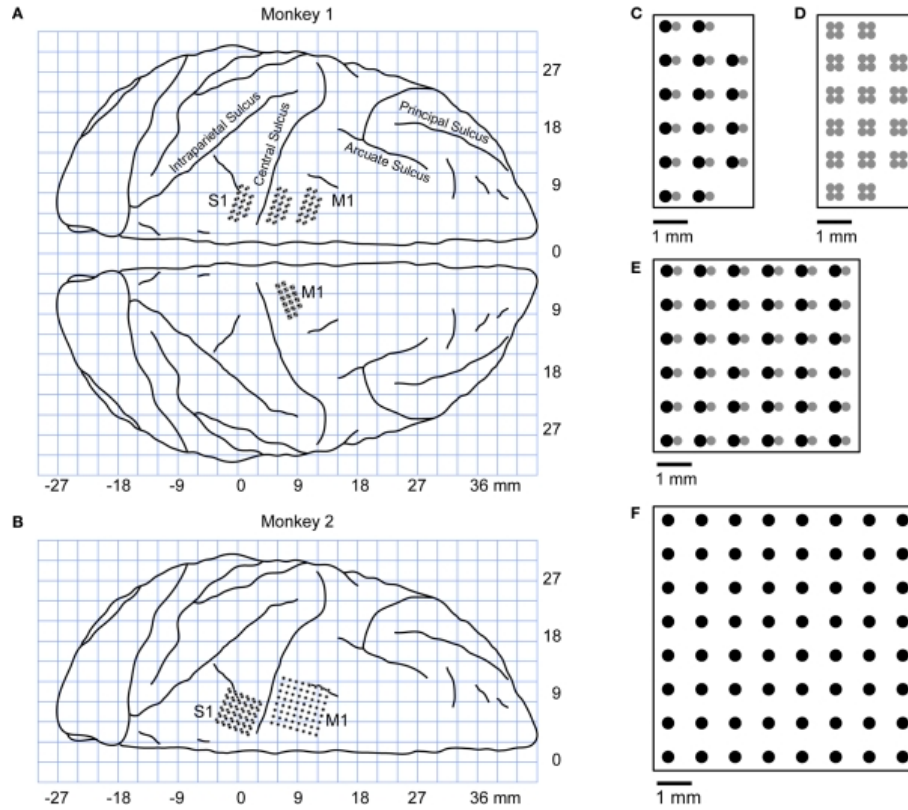 A
Monkey 1
27
18
9
0
9
18
27
Intraparietal Sulcus
Central Sulcus
Principal Sulcus
Arcuate Sulcus
S1
M1
M1
-27 -18 -9 0 9 18 27 36 mm
B
Monkey 2
27
18
9
0
S1
M1
-27 -18 -9 0 9 18 27 36 mm
C
1 mm
D
1 mm
E
1 mm
F
1 mm